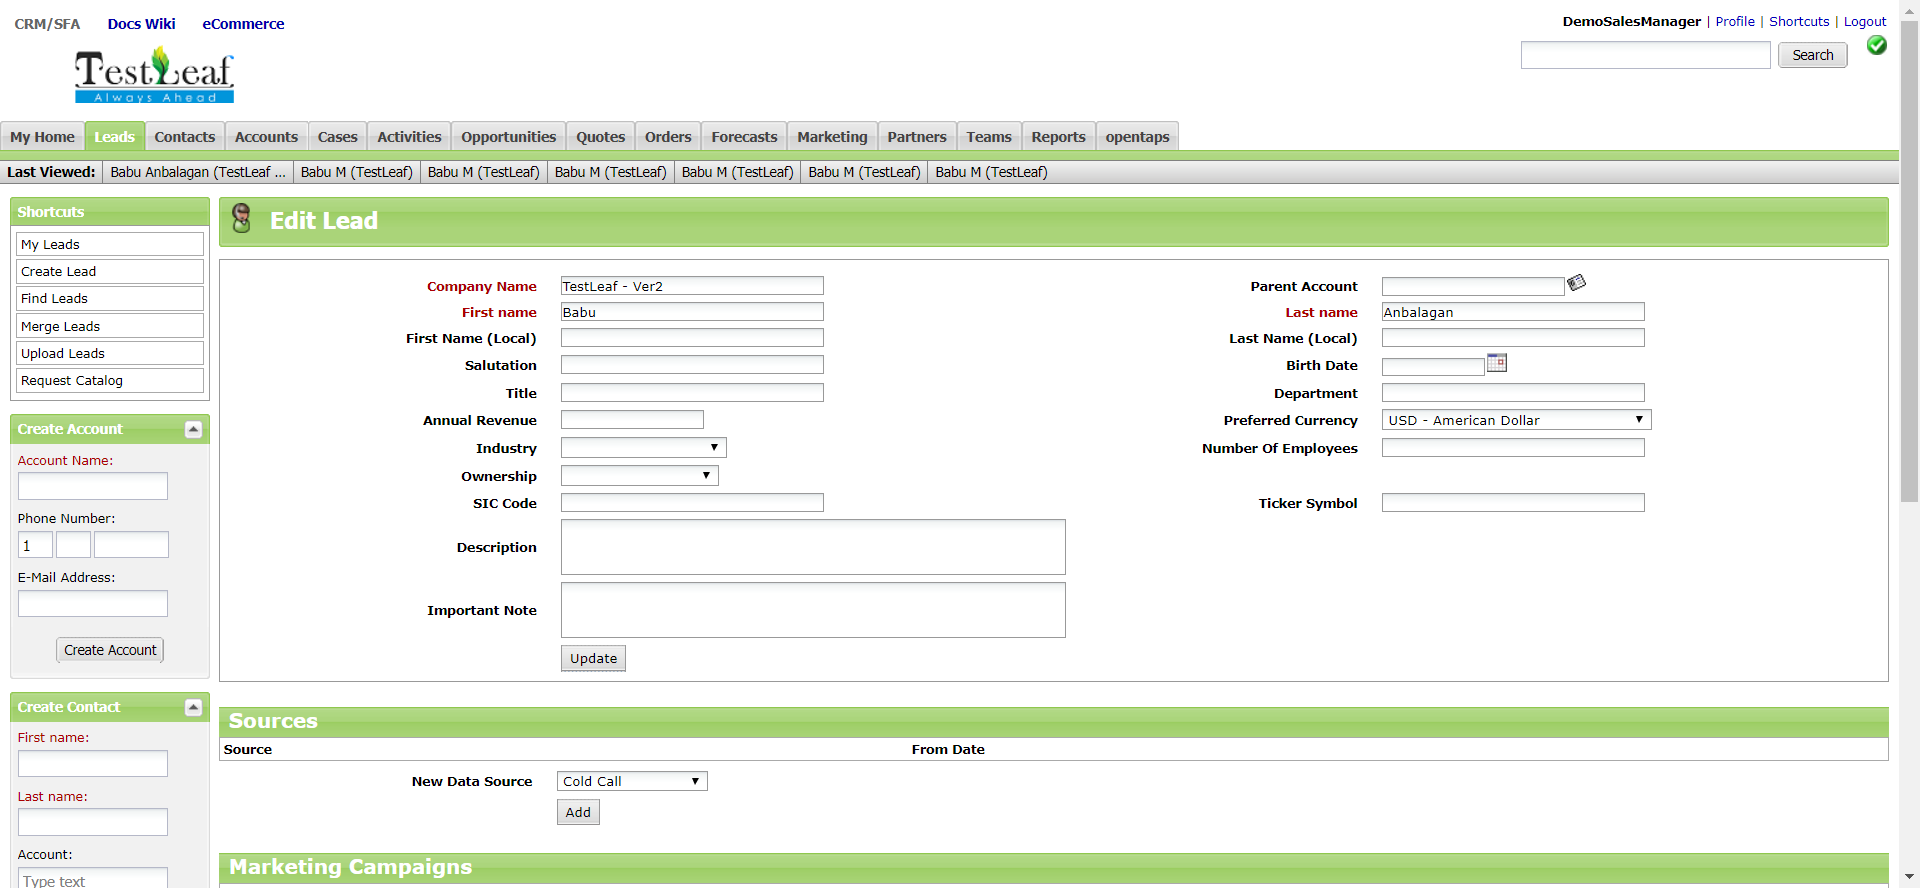 CRM/SFA Docs Wiki eCommerce
DemoSalesManager | Profile | Shortcuts | Logout
Search
TestLeaf
Always Ahead
My Home Leads Contacts Accounts Cases Activities Opportunities Quotes Orders Forecasts Marketing Partners Teams Reports opentaps
Last Viewed: Babu Anbalagan (TestLeaf ... Babu M (TestLeaf) Babu M (TestLeaf) Babu M (TestLeaf) Babu M (TestLeaf) Babu M (TestLeaf) Babu M (TestLeaf)
Shortcuts
My Leads
Create Lead
Find Leads
Merge Leads
Upload Leads
Request Catalog
Create Account
Account Name:
Phone Number:
1
E-Mail Address:
Create Account
Create Contact
First name:
Last name:
Account:
Type text
Edit Lead
Company Name TestLeaf - Ver2 Parent Account
First name Babu Last name Anbalagan
First Name (Local) Last Name (Local)
Salutation Birth Date
Title Department
Annual Revenue Preferred Currency USD - American Dollar
Industry Number Of Employees
Ownership
SIC Code Ticker Symbol
Description
Important Note
Update
Sources
Source From Date
New Data Source Cold Call
Add
Marketing Campaigns